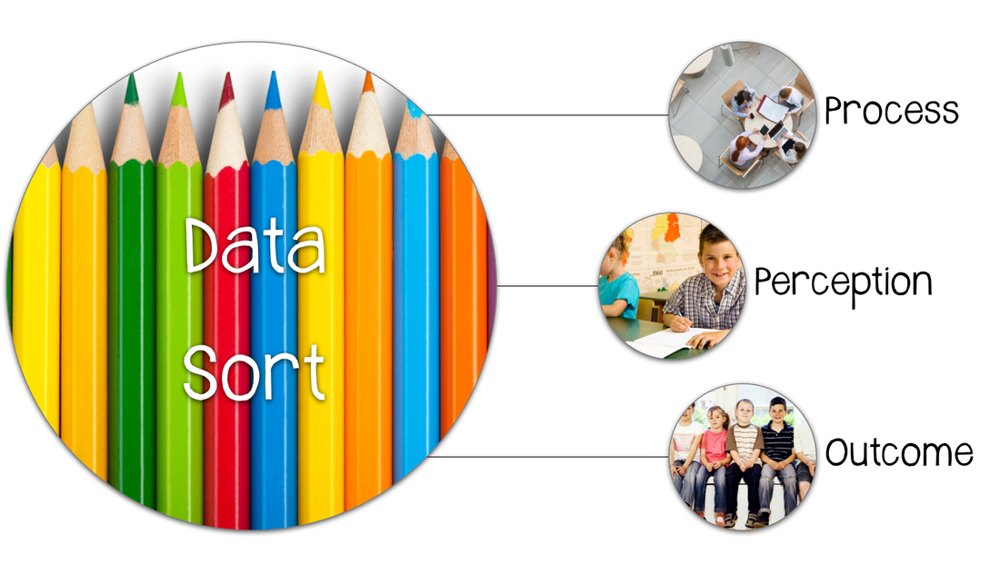 Data
Sort
Process
Perception
Outcome